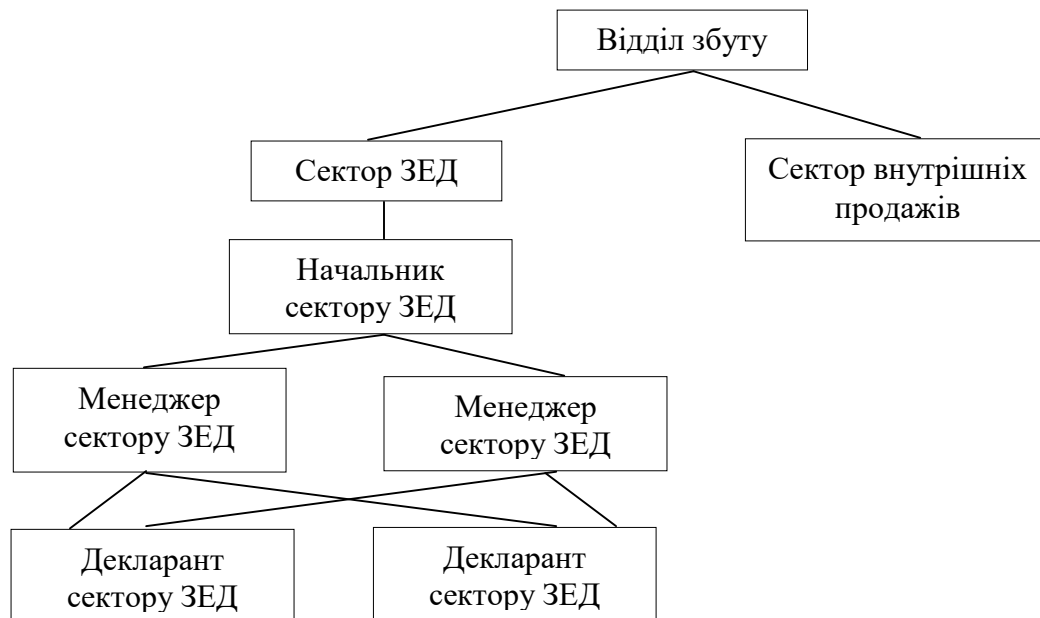 Відділ збуту
Сектор ЗЕД
Сектор внутрішніх
продажів
Начальник
сектору ЗЕД
Менеджер
сектору ЗЕД
Менеджер
сектору ЗЕД
Декларант
сектору ЗЕД
Декларант
сектору ЗЕД